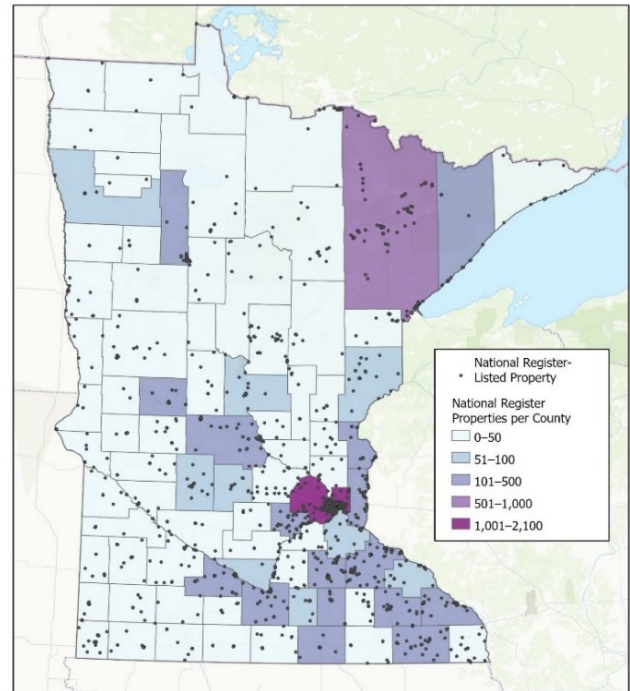 National Register-
Listed Property
National Register
Properties per County
0–50
51–100
101–500
501–1,000
1,001–2,100